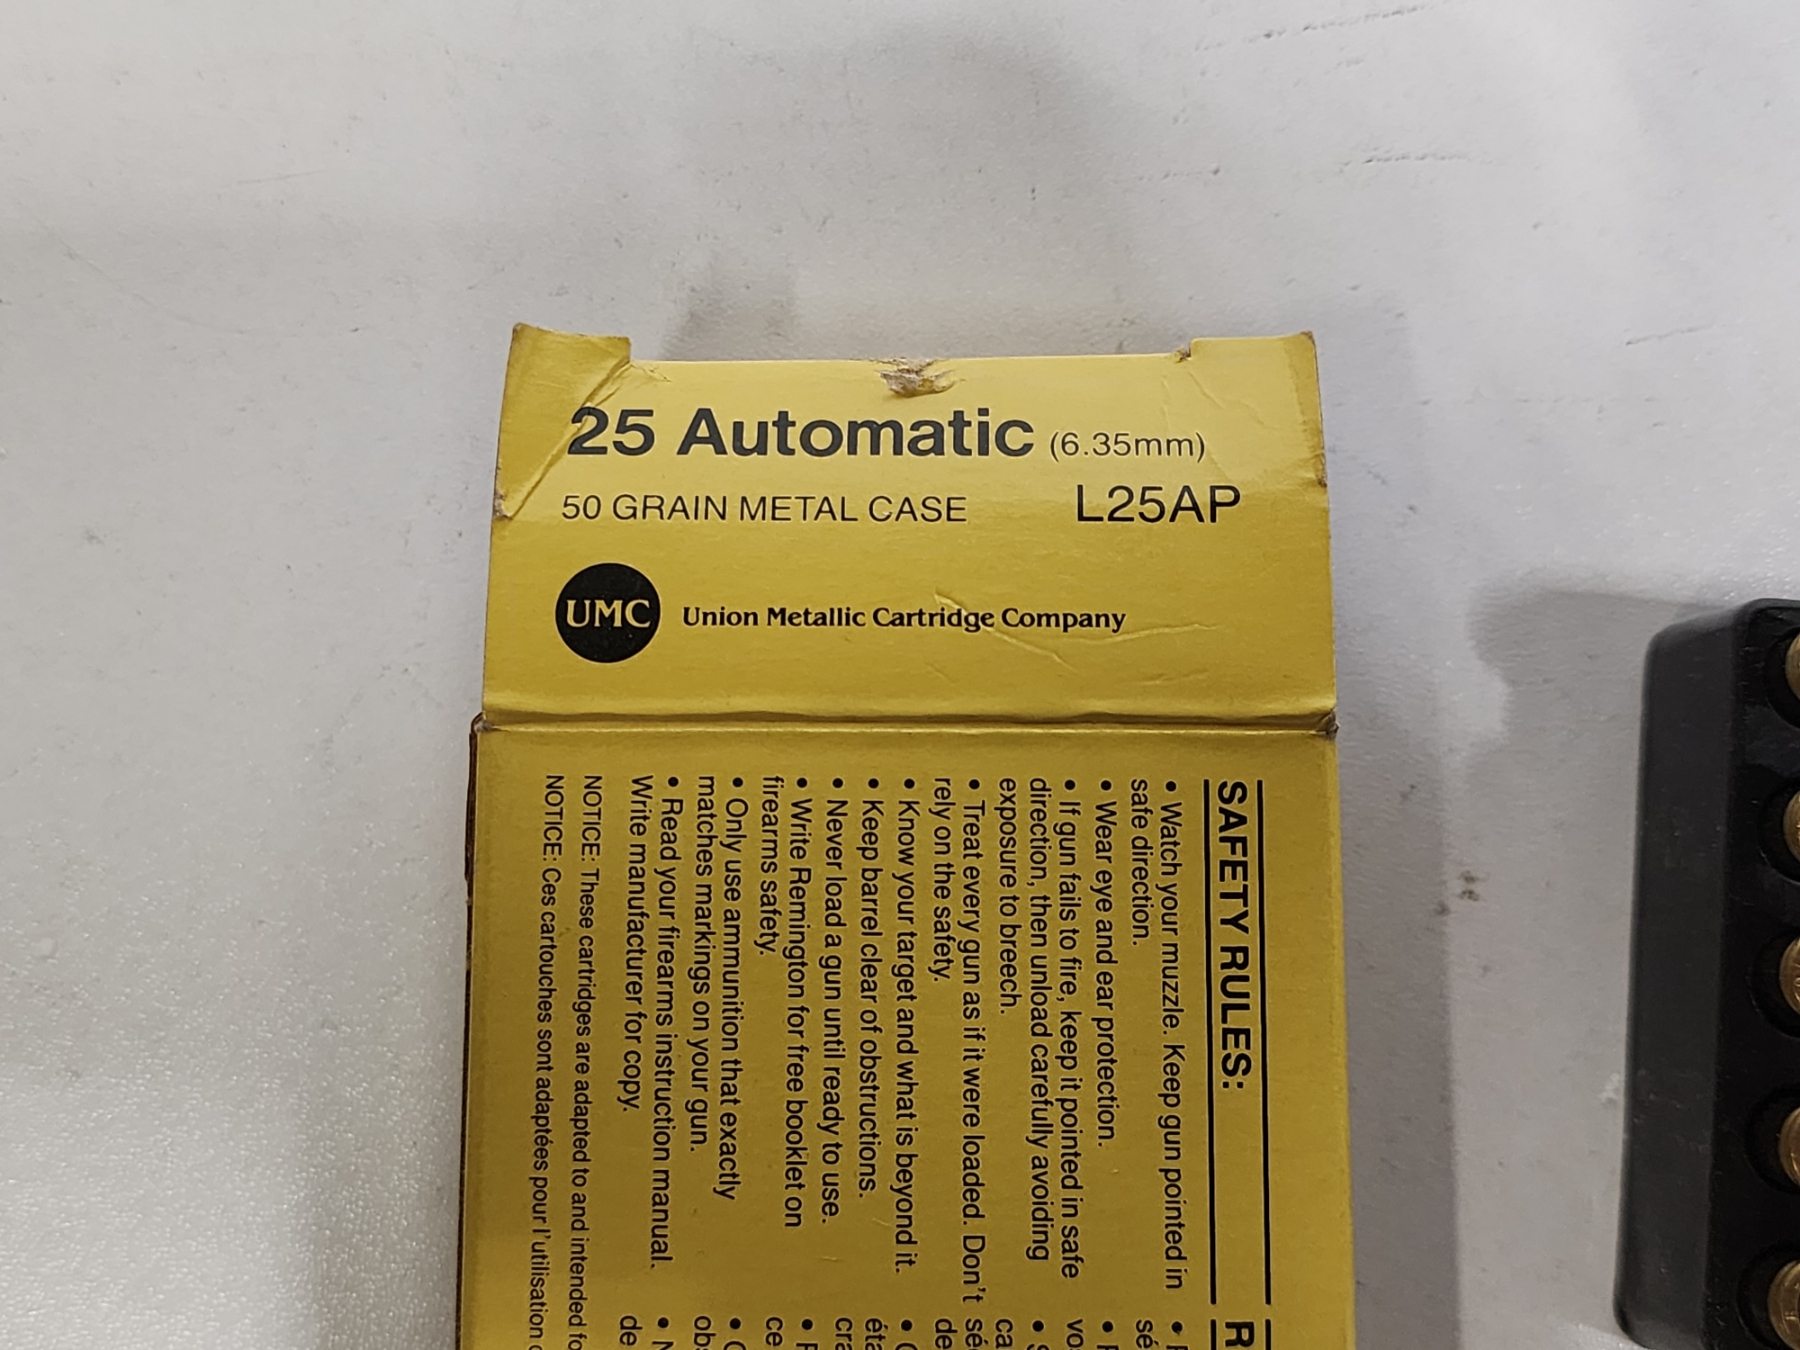 25 Automatic (6.35mm)
50 GRAIN METAL CASE L25AP
UMC Union Metallic Cartridge Company
SAFETY RULES:
• Watch your muzzle. Keep gun pointed in
safe direction.
• Wear eye and ear protection.
• If gun fails to fire, keep it pointed in safe
direction, then unload carefully avoiding
exposure to breech.
• Treat every gun as if it were loaded. Don't
rely on the safety.
• Know your target and what is beyond it.
• Keep barrel clear of obstructions.
• Never load a gun until ready to use.
• Write Remington for free booklet on
firearms safety.
• Only use ammunition that exactly
matches markings on your gun.
• Read your firearms instruction manual.
Write manufacturer for copy.
NOTICE: These cartridges are adapted to and intended
NOTICE: Ces cartouches sont adaptées pour l'utilisation